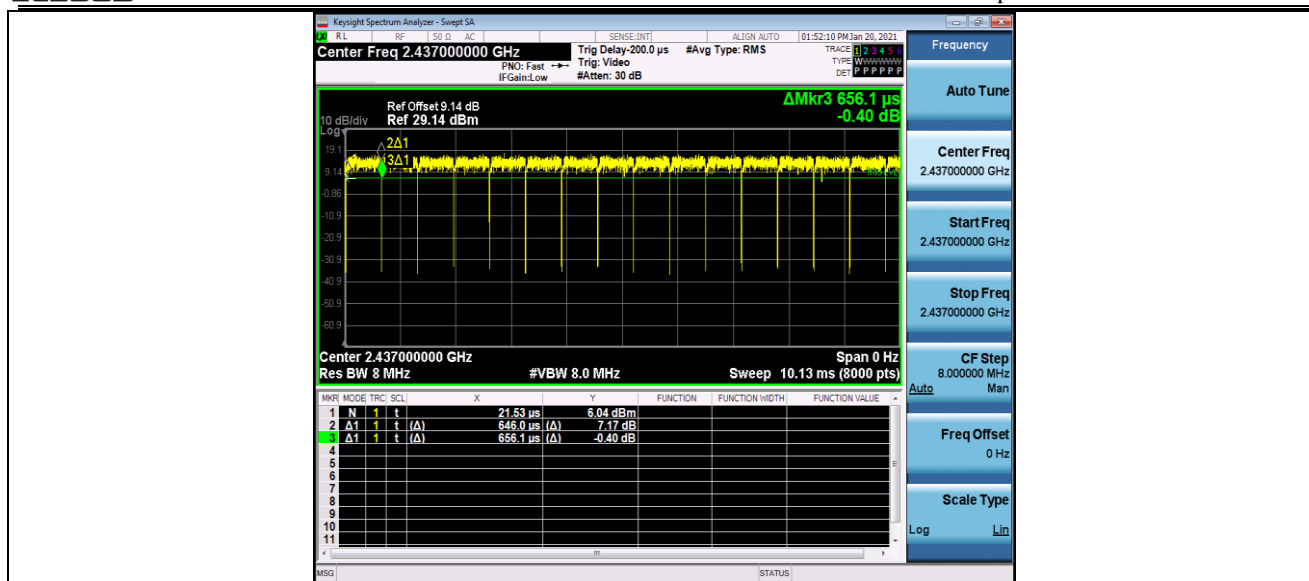 Keysight Spectrum Analyzer - Swept SA
RL RF 50 Ω AC SENSE:INT ALIGN AUTO 01:52:10 PM Jan 20, 2021
Center Freq 2.437000000 GHz
Trig Delay-200.0 µs #Avg Type: RMS
TRACE 1 2 3 4 5 6
PNO: Fast Trig: Video
TYPE WWWWWW
IFGain:Low #Atten: 30 dB
DET P P P P P P
Frequency
Auto Tune
Center Freq
2.437000000 GHz
Start Freq
2.437000000 GHz
Stop Freq
2.437000000 GHz
CF Step
8.000000 MHz
Auto Man
Freq Offset
0 Hz
Scale Type
Log Lin
ΔMkr3 656.1 µs
-0.40 dB
Ref Offset 9.14 dB
10 dB/div Ref 29.14 dBm
Log
2Δ1
19.1
3Δ1
9.14
-0.86
-10.9
-20.9
-30.9
-40.9
-50.9
-60.9
Center 2.437000000 GHz Span 0 Hz
Res BW 8 MHz #VBW 8.0 MHz Sweep 10.13 ms (8000 pts)
MKR MODE TRC SCL X Y FUNCTION FUNCTION WIDTH FUNCTION VALUE
1 N 1 t 21.53 µs 6.04 dBm
2 Δ1 1 t (Δ) 646.0 µs (Δ) 7.17 dB
3 Δ1 1 t (Δ) 656.1 µs (Δ) -0.40 dB
4
5
6
7
8
9
10
11
MSG STATUS